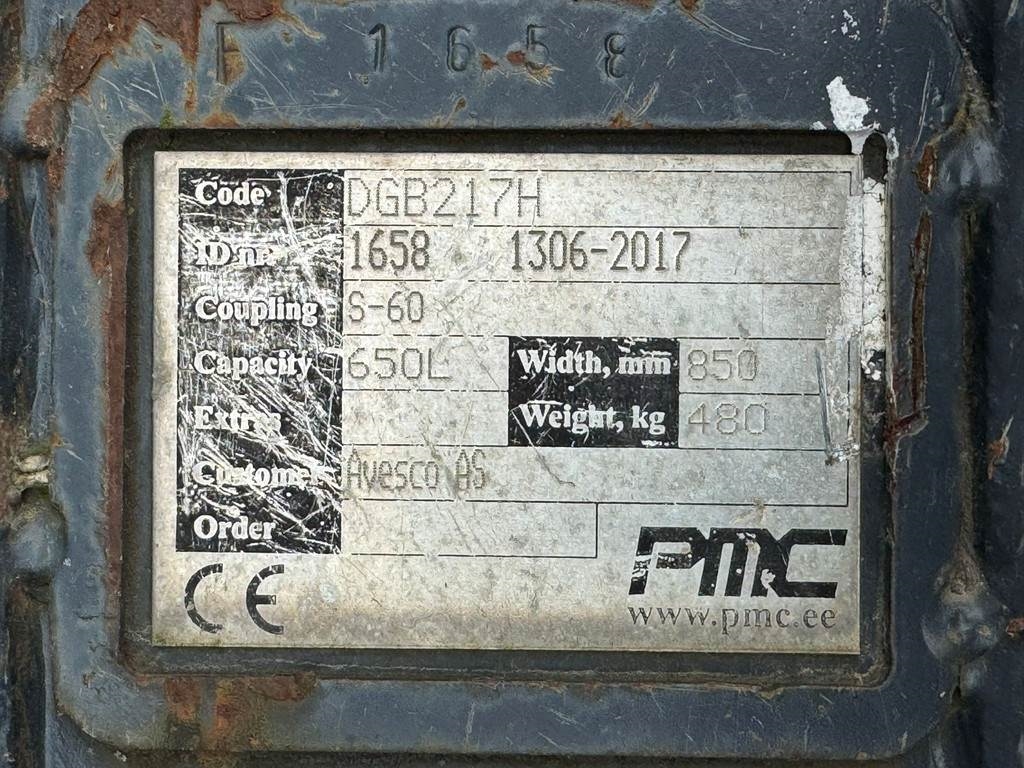 1658
Code DGB217H
ID nr. 1658 1306-2017
Coupling S-60
Capacity 650L Width, mm 850
Extras Weight, kg 480
Customer Avesco AS
Order
CE PMC
www.pmc.ee